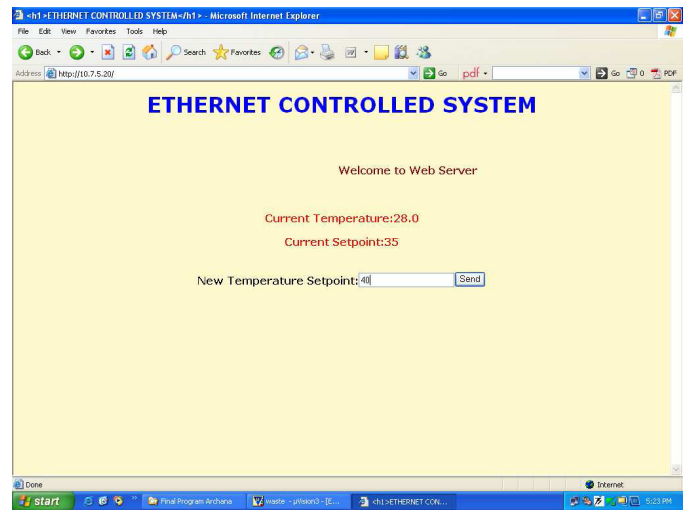 <h1>ETHERNET CONTROLLED SYSTEM</h1> - Microsoft Internet Explorer
File Edit View Favorites Tools Help
Back Search Favorites
Address http://10.7.5.20/ Go pdf Go 0 PDF
ETHERNET CONTROLLED SYSTEM
Welcome to Web Server
Current Temperature:28.0
Current Setpoint:35
New Temperature Setpoint: 40 Send
Done Internet
start Final Program Archana waste - µVision3 - [E... <h1>ETHERNET CON... 5:23 PM